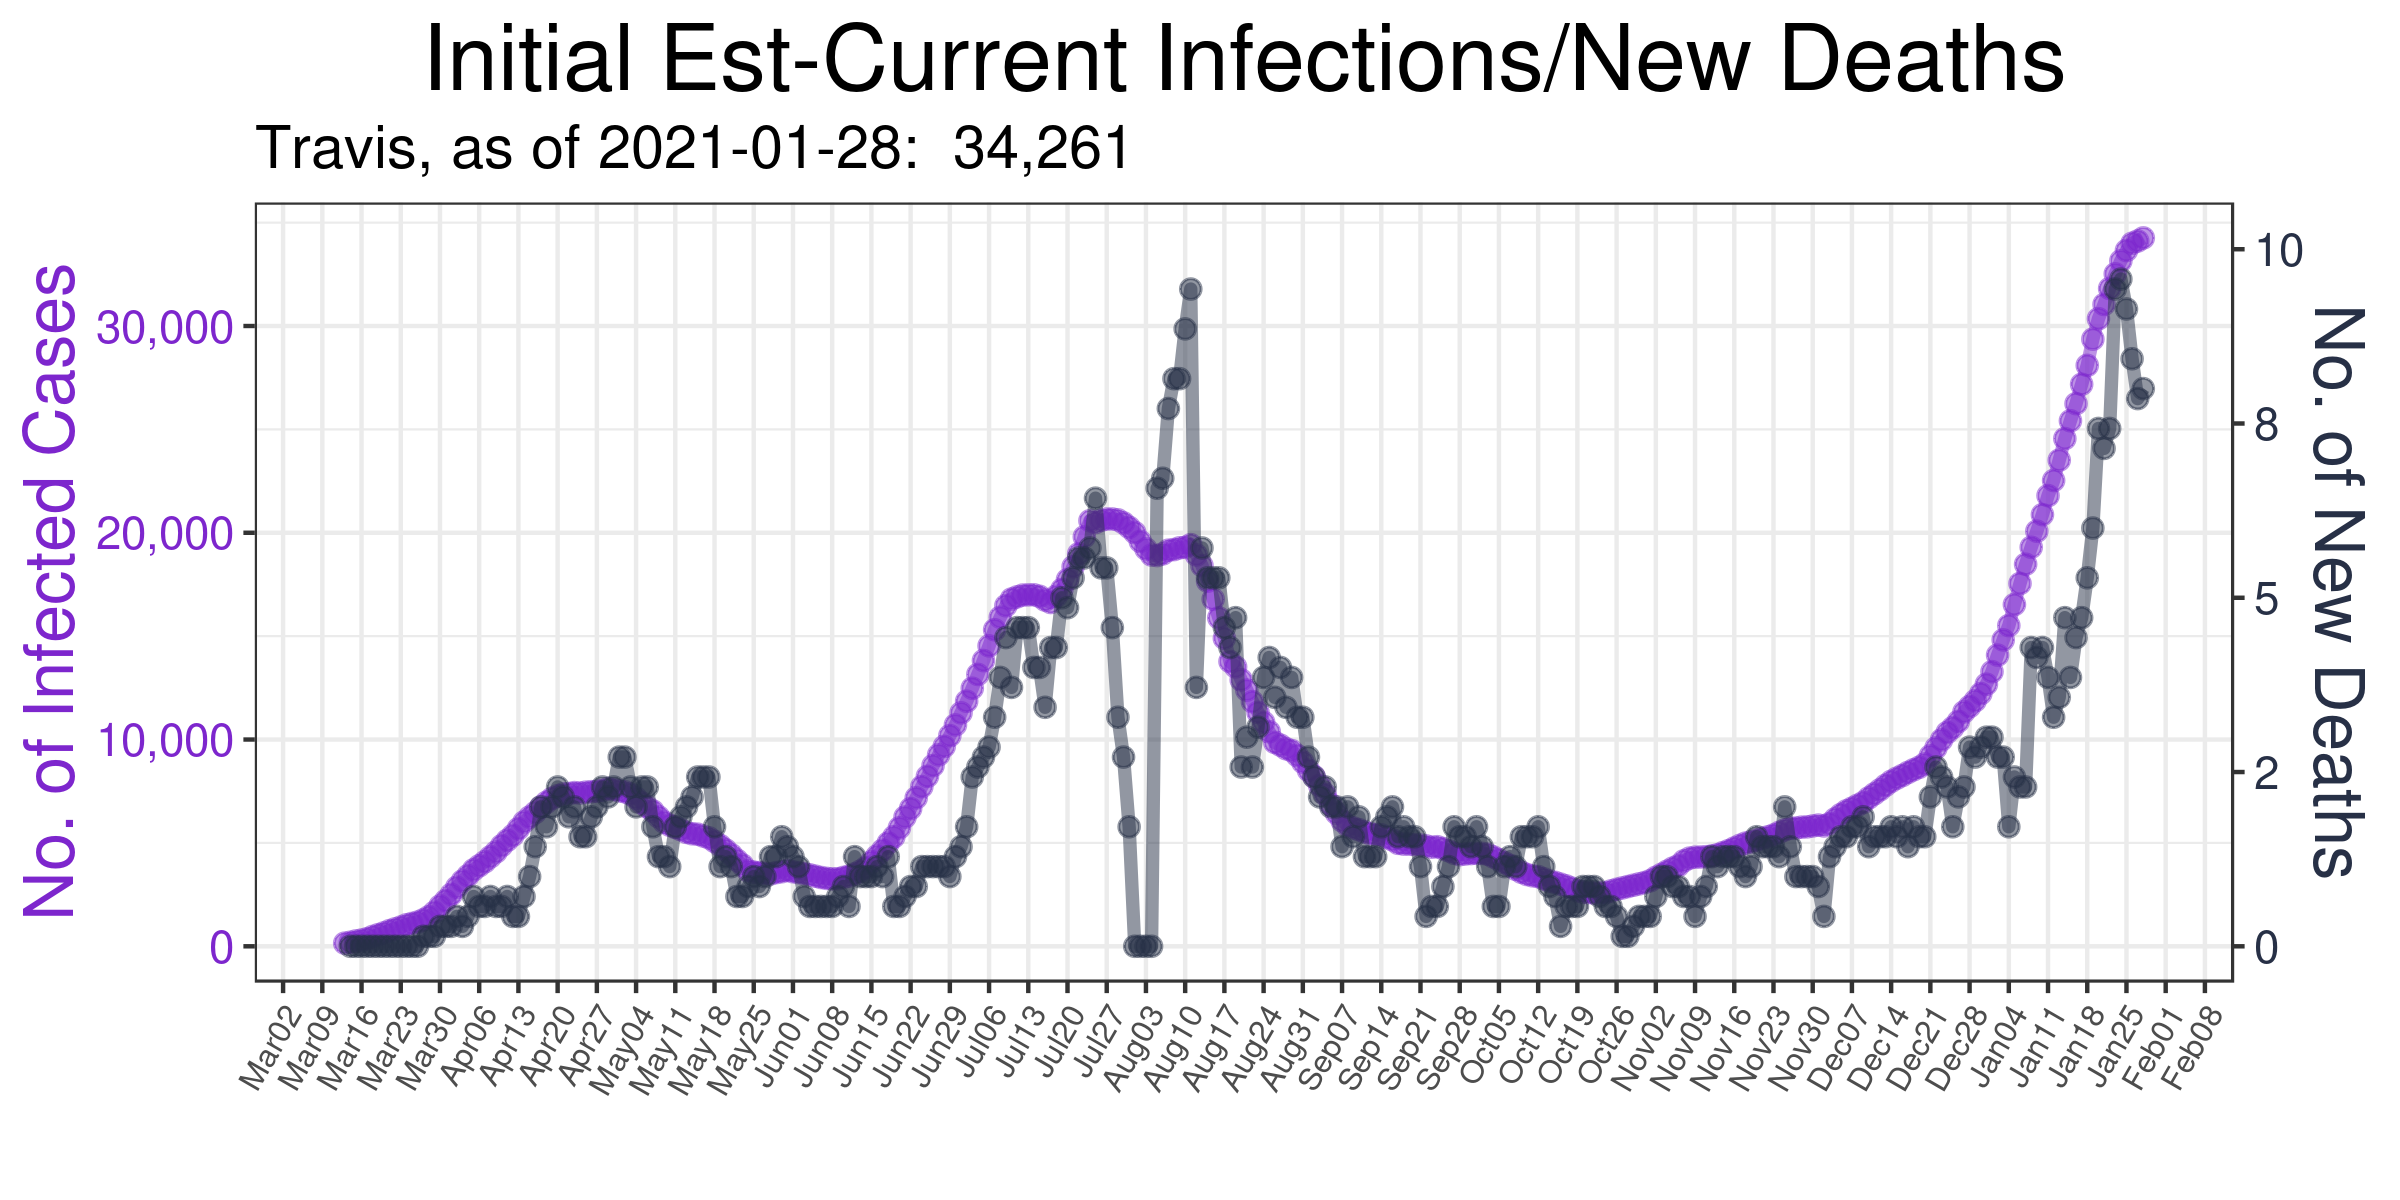 Initial Est-Current Infections/New Deaths
Travis, as of 2021-01-28:  34,261
No. of Infected Cases
30,000
20,000
10,000
0
10
8
5
2
0
No. of New Deaths
Mar02
Mar09
Mar16
Mar23
Mar30
Apr06
Apr13
Apr20
Apr27
May04
May11
May18
May25
Jun01
Jun08
Jun15
Jun22
Jun29
Jul06
Jul13
Jul20
Jul27
Aug03
Aug10
Aug17
Aug24
Aug31
Sep07
Sep14
Sep21
Sep28
Oct05
Oct12
Oct19
Oct26
Nov02
Nov09
Nov16
Nov23
Nov30
Dec07
Dec14
Dec21
Dec28
Jan04
Jan11
Jan18
Jan25
Feb01
Feb08